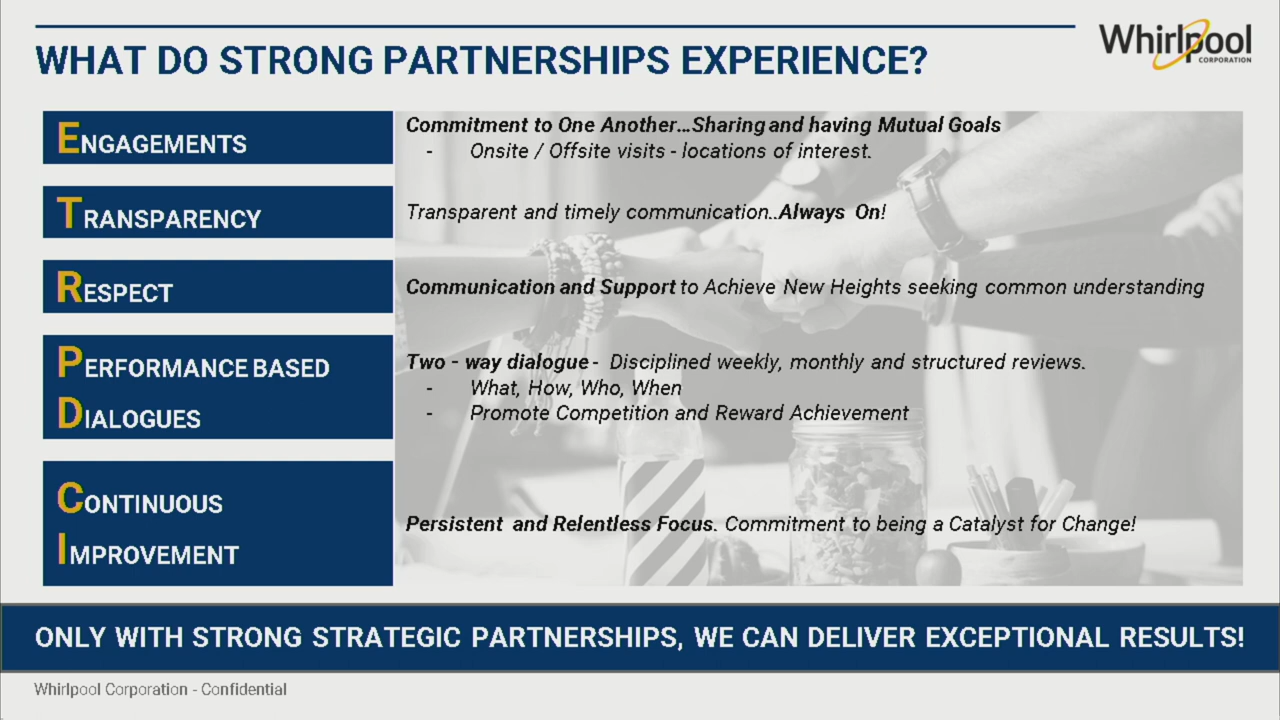 WHAT DO STRONG PARTNERSHIPS EXPERIENCE?
Whirlpool
CORPORATION
ENGAGEMENTS
Commitment to One Another...Sharing and having Mutual Goals
- Onsite / Offsite visits - locations of interest.
TRANSPARENCY
Transparent and timely communication..Always On!
RESPECT
Communication and Support to Achieve New Heights seeking common understanding
PERFORMANCE BASED
DIALOGUES
Two - way dialogue - Disciplined weekly, monthly and structured reviews.
- What, How, Who, When
- Promote Competition and Reward Achievement
CONTINUOUS
IMPROVEMENT
Persistent and Relentless Focus. Commitment to being a Catalyst for Change!
ONLY WITH STRONG STRATEGIC PARTNERSHIPS, WE CAN DELIVER EXCEPTIONAL RESULTS!
Whirlpool Corporation - Confidential